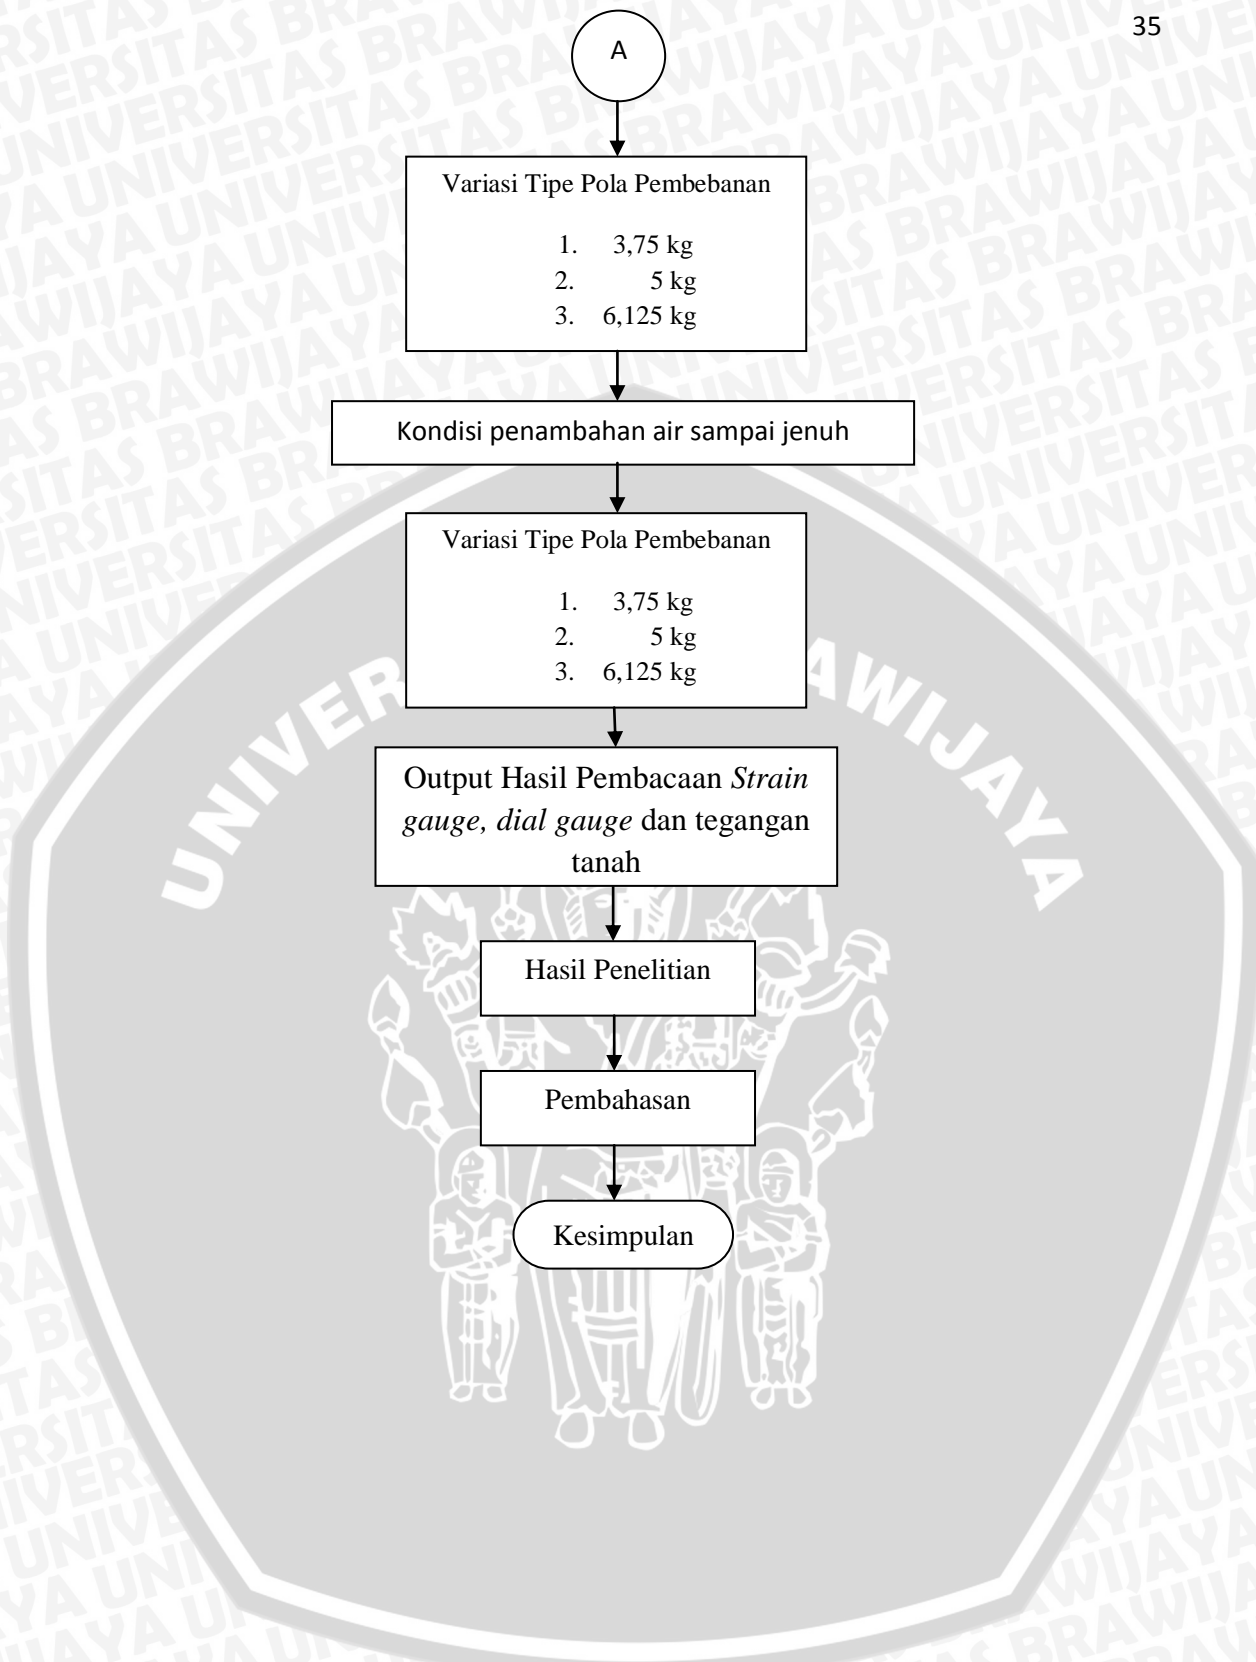 35
A
Variasi Tipe Pola Pembebanan
1. 3,75 kg
2. 5 kg
3. 6,125 kg
Kondisi penambahan air sampai jenuh
Variasi Tipe Pola Pembebanan
1. 3,75 kg
2. 5 kg
3. 6,125 kg
Output Hasil Pembacaan Strain
gauge, dial gauge dan tegangan
tanah
Hasil Penelitian
Pembahasan
Kesimpulan